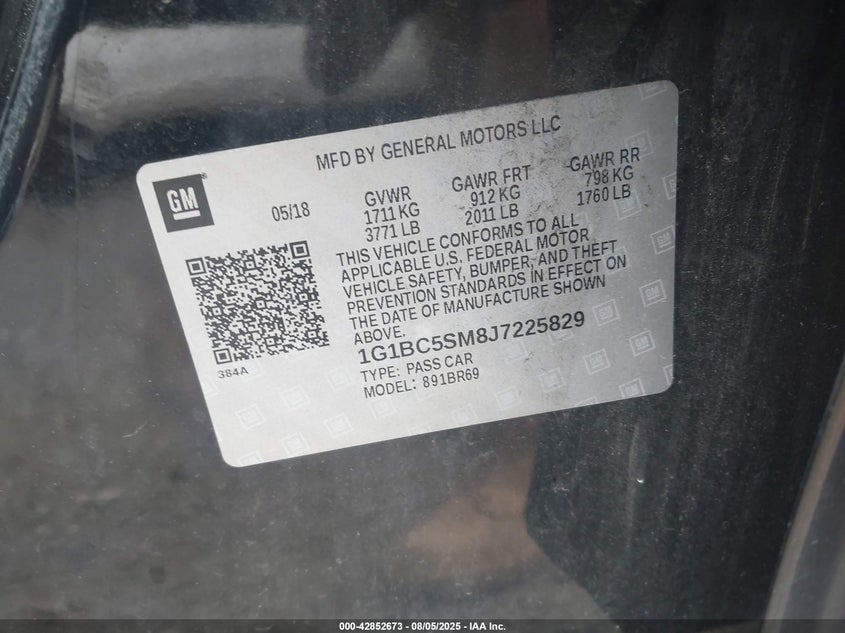 MFD BY GENERAL MOTORS LLC
GM
05/18
GVWR
1711 KG
3771 LB
GAWR FRT
912 KG
2011 LB
GAWR RR
798 KG
1760 LB
THIS VEHICLE CONFORMS TO ALL
APPLICABLE U.S. FEDERAL MOTOR
VEHICLE SAFETY, BUMPER, AND THEFT
PREVENTION STANDARDS IN EFFECT ON
THE DATE OF MANUFACTURE SHOWN
ABOVE.
1G1BC5SM8J7225829
TYPE: PASS CAR
MODEL: 891BR69
384A
000-42852673 - 08/05/2025 - IAA Inc.